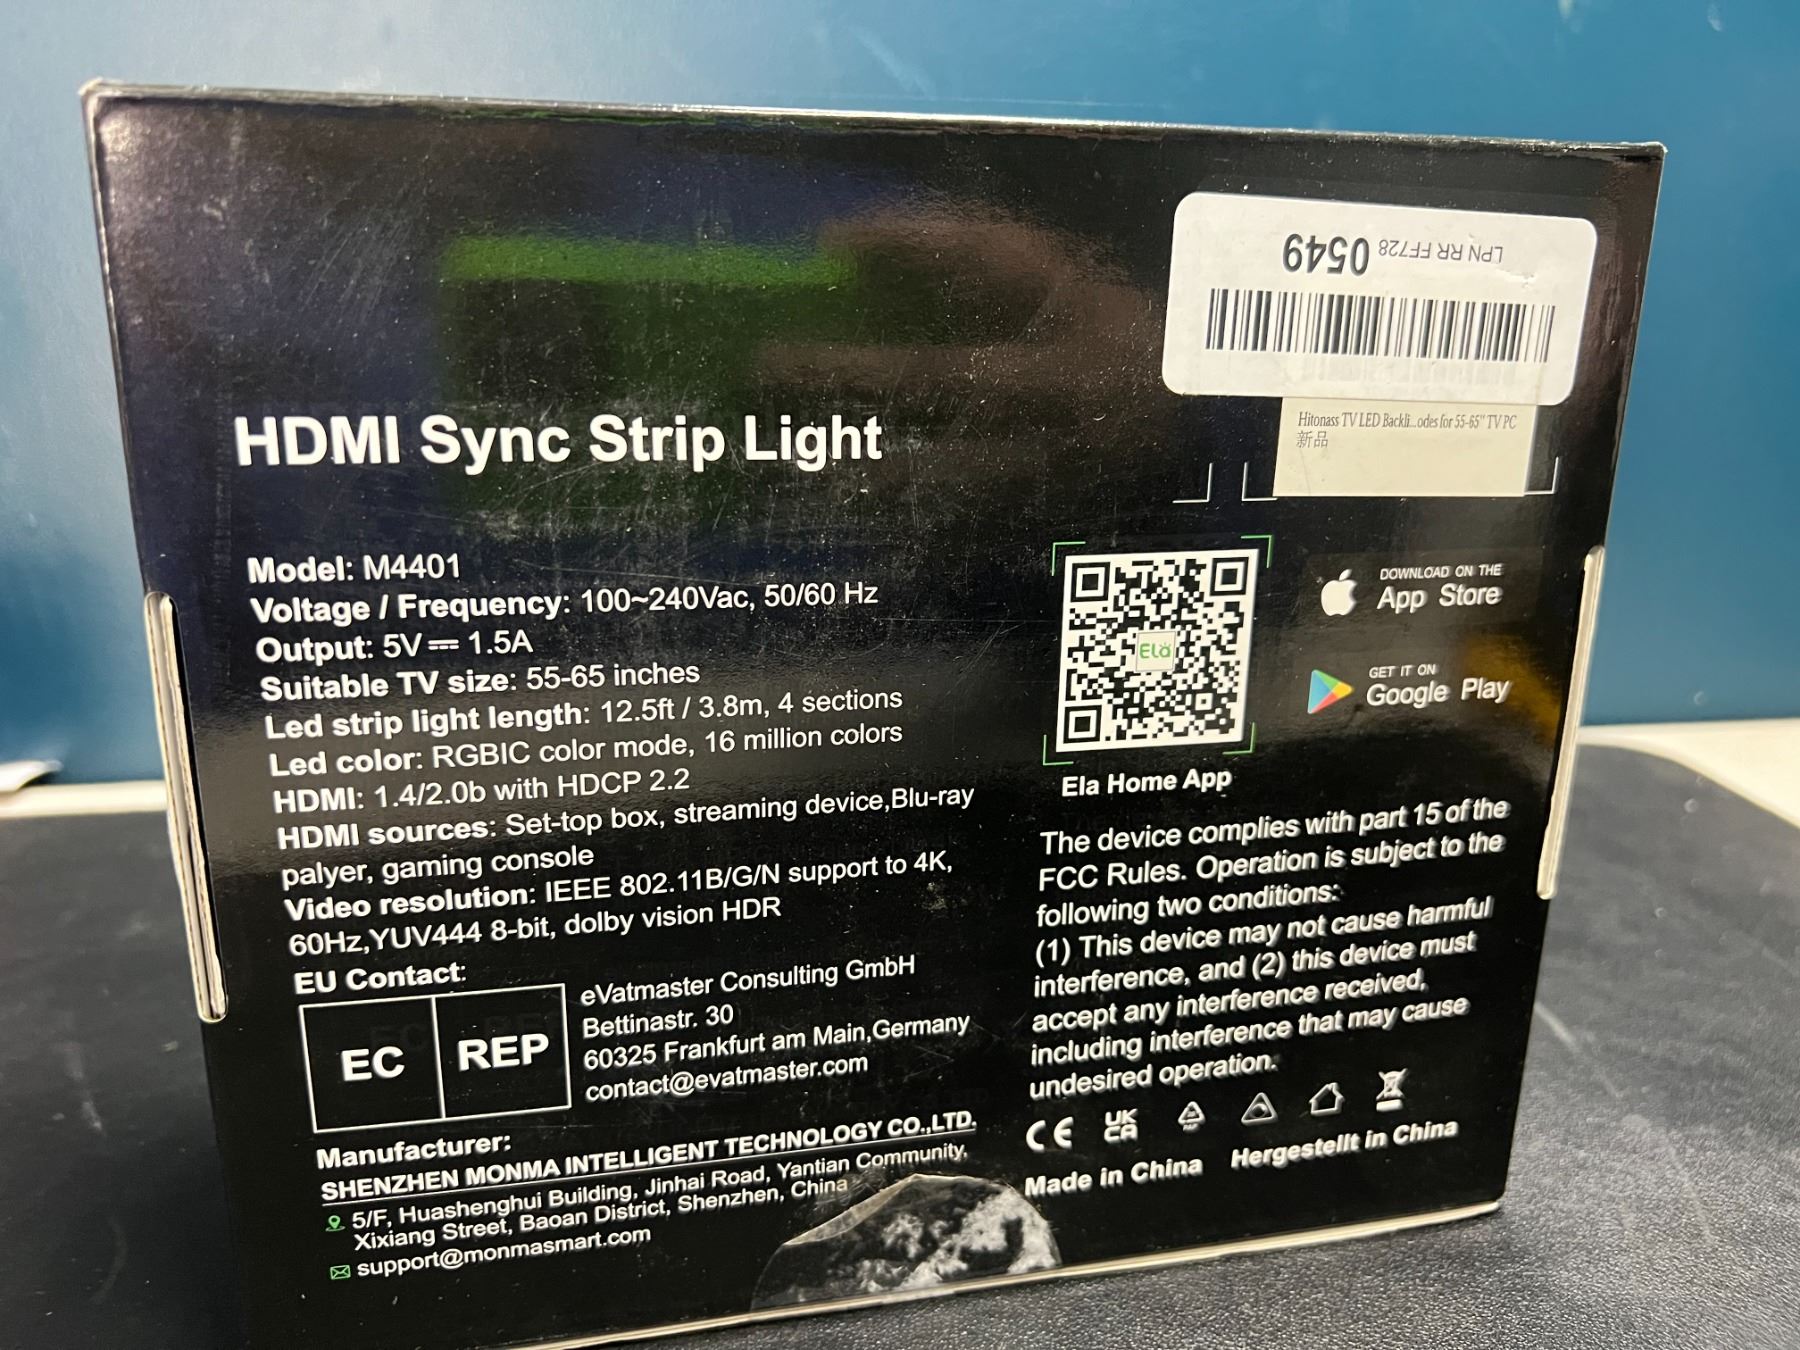 LPN RR FF728 0549
Hitonass TV LED Backli...odes for 55-65" TV PC
新品
HDMI Sync Strip Light
Model: M4401
Voltage / Frequency: 100~240Vac, 50/60 Hz
Output: 5V⎓1.5A
Suitable TV size: 55-65 inches
Led strip light length: 12.5ft / 3.8m, 4 sections
Led color: RGBIC color mode, 16 million colors
HDMI: 1.4/2.0b with HDCP 2.2
HDMI sources: Set-top box, streaming device,Blu-ray
palyer, gaming console
Video resolution: IEEE 802.11B/G/N support to 4K,
60Hz,YUV444 8-bit, dolby vision HDR
EU Contact:
EC REP
eVatmaster Consulting GmbH
Bettinastr. 30
60325 Frankfurt am Main,Germany
contact@evatmaster.com
Manufacturer:
SHENZHEN MONMA INTELLIGENT TECHNOLOGY CO.,LTD.
5/F, Huashenghui Building, Jinhai Road, Yantian Community,
Xixiang Street, Baoan District, Shenzhen, China
support@monmasmart.com
Ela
Ela Home App
DOWNLOAD ON THE
App Store
GET IT ON
Google Play
The device complies with part 15 of the
FCC Rules. Operation is subject to the
following two conditions:
(1) This device may not cause harmful
interference, and (2) this device must
accept any interference received,
including interference that may cause
undesired operation.
CE UK
CA
Made in China Hergestellt in China